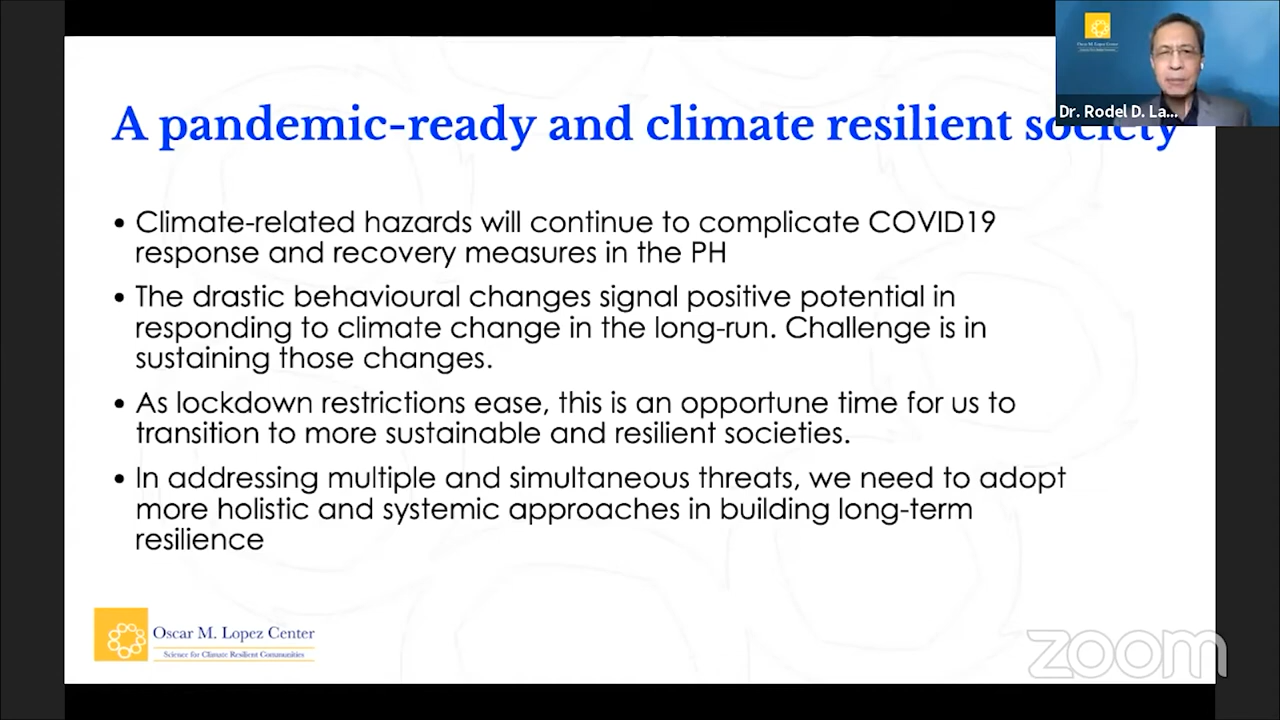 A pandemic-ready and climate resilient society
Dr. Rodel D. La...
• Climate-related hazards will continue to complicate COVID19
response and recovery measures in the PH
• The drastic behavioural changes signal positive potential in
responding to climate change in the long-run. Challenge is in
sustaining those changes.
• As lockdown restrictions ease, this is an opportune time for us to
transition to more sustainable and resilient societies.
• In addressing multiple and simultaneous threats, we need to adopt
more holistic and systemic approaches in building long-term
resilience
Oscar M. Lopez Center
Science for Climate Resilient Communities
zoom
Oscar M. Lopez Center